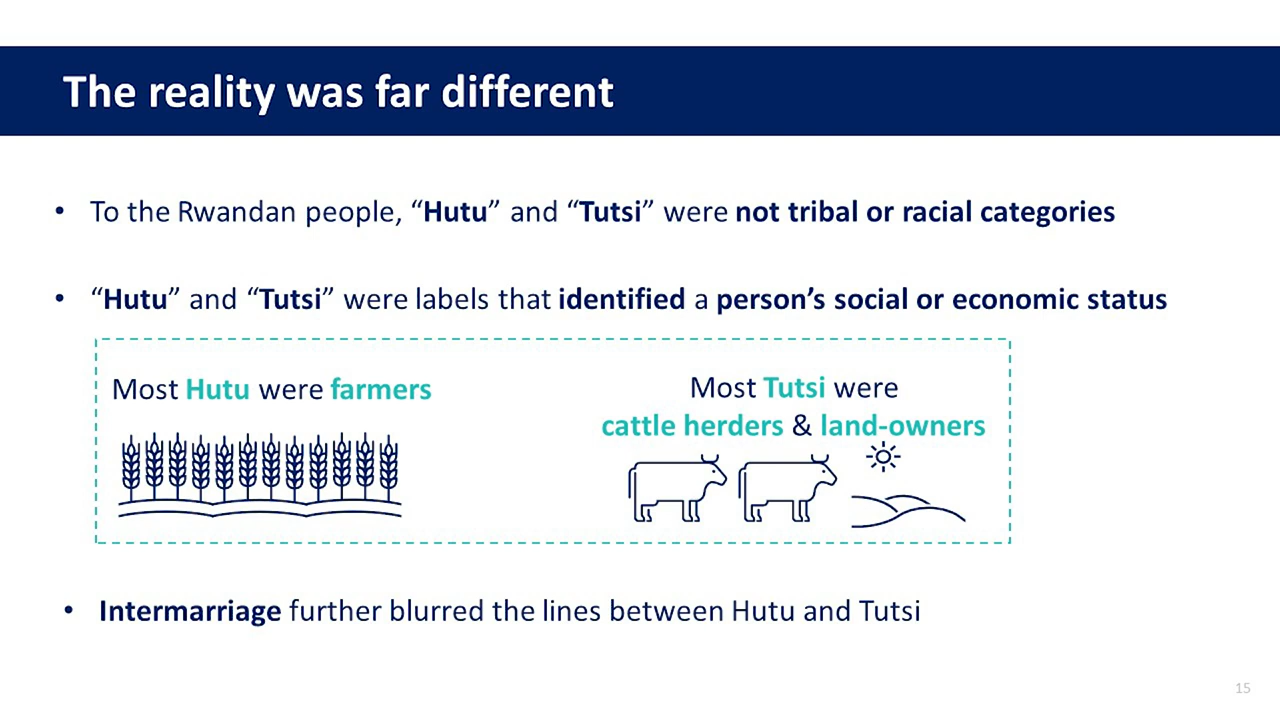 The reality was far different
• To the Rwandan people, “Hutu” and “Tutsi” were not tribal or racial categories
• “Hutu” and “Tutsi” were labels that identified a person’s social or economic status
Most Hutu were farmers
Most Tutsi were
cattle herders & land-owners
• Intermarriage further blurred the lines between Hutu and Tutsi
15